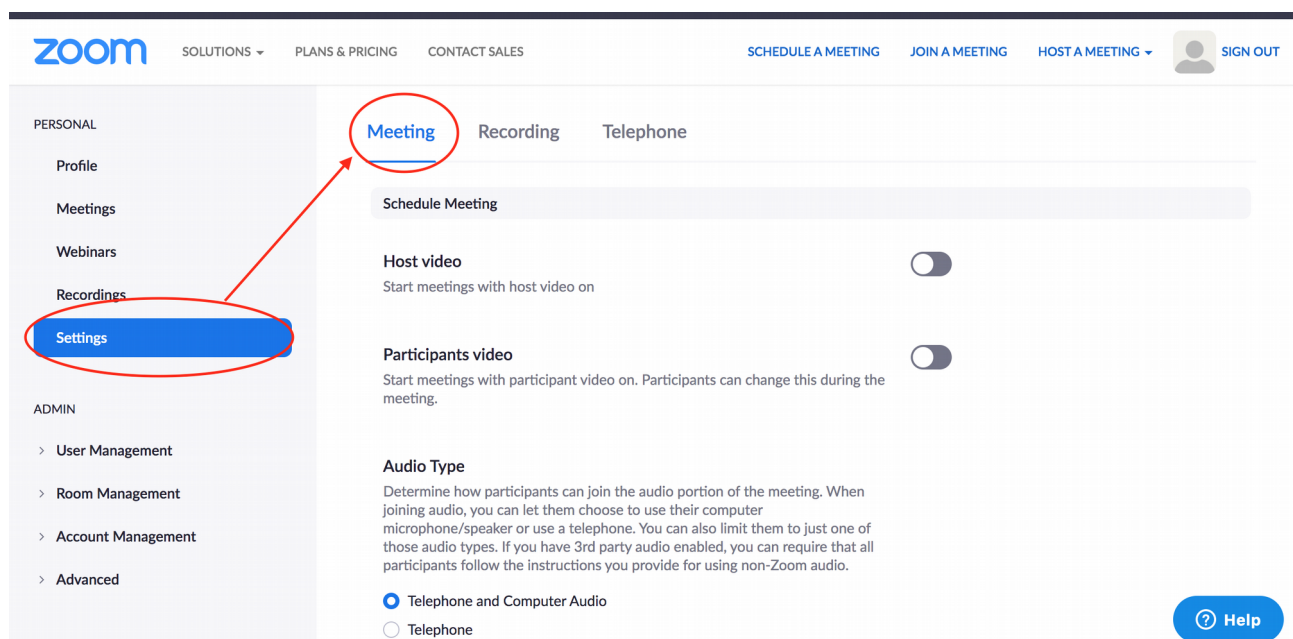 zoom SOLUTIONS PLANS & PRICING CONTACT SALES SCHEDULE A MEETING JOIN A MEETING HOST A MEETING SIGN OUT
PERSONAL
Profile
Meetings
Webinars
Recordings
Settings
ADMIN
User Management
Room Management
Account Management
Advanced
Meeting Recording Telephone
Schedule Meeting
Host video
Start meetings with host video on
Participants video
Start meetings with participant video on. Participants can change this during the
meeting.
Audio Type
Determine how participants can join the audio portion of the meeting. When
joining audio, you can let them choose to use their computer
microphone/speaker or use a telephone. You can also limit them to just one of
those audio types. If you have 3rd party audio enabled, you can require that all
participants follow the instructions you provide for using non-Zoom audio.
Telephone and Computer Audio
Telephone
Help